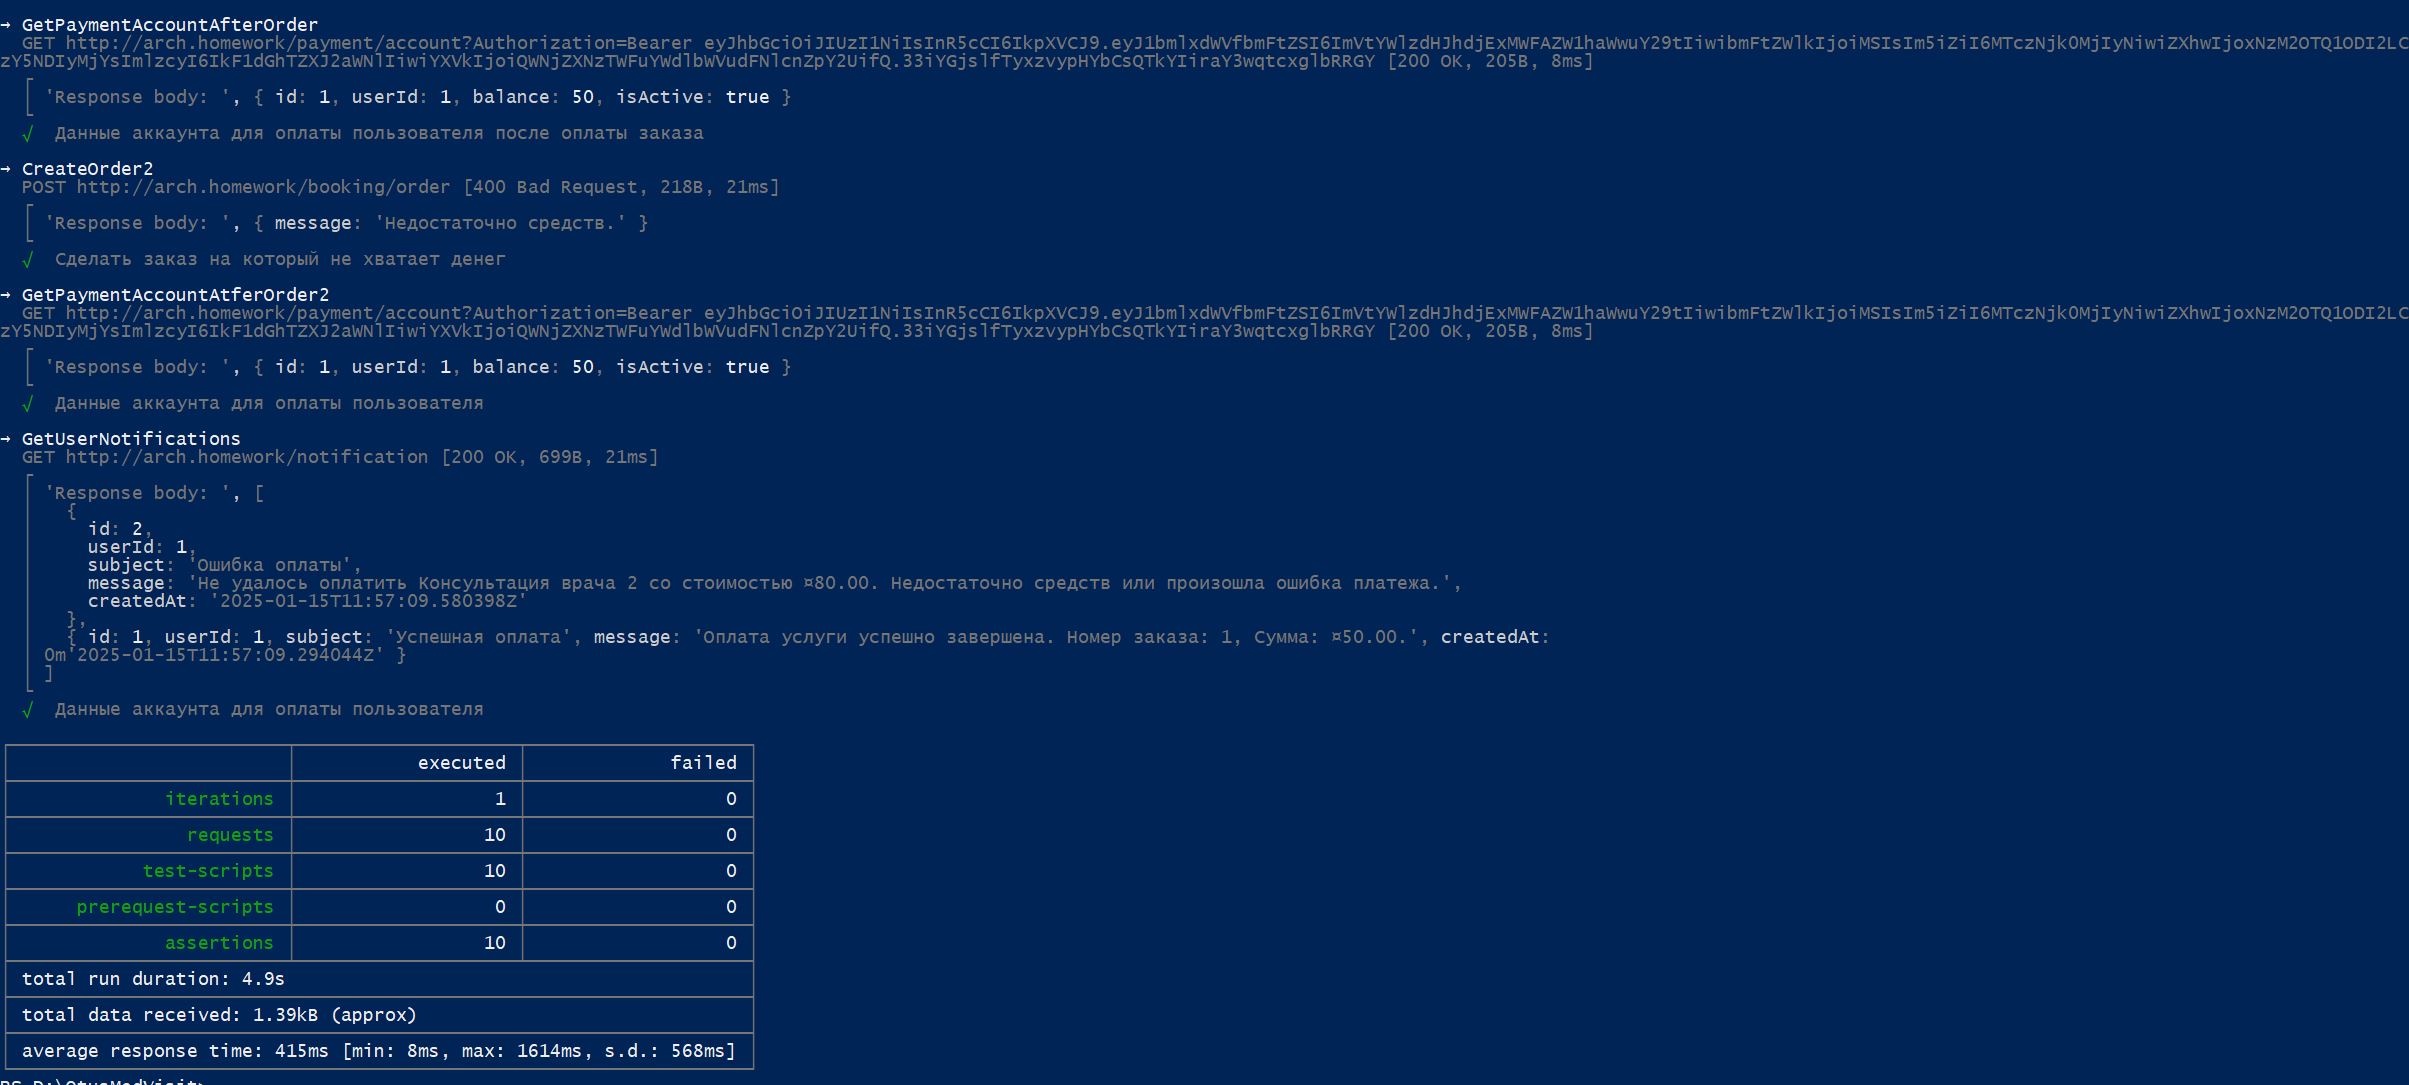 → GetPaymentAccountAfterOrder
GET http://arch.homework/payment/account?Authorization=Bearer
[200 OK, 205B, 8ms]
'Response body: ', { id: 1, userId: 1, balance: 50, isActive: true }
√ Данные аккаунта для оплаты пользователя после оплаты заказа
→ CreateOrder2
POST http://arch.homework/booking/order [400 Bad Request, 218B, 21ms]
'Response body: ', { message: 'Недостаточно средств.' }
√ Сделать заказ на который не хватает денег
→ GetPaymentAccountAtferOrder2
GET http://arch.homework/payment/account?Authorization=Bearer
[200 OK, 205B, 8ms]
'Response body: ', { id: 1, userId: 1, balance: 50, isActive: true }
√ Данные аккаунта для оплаты пользователя
→ GetUserNotifications
GET http://arch.homework/notification [200 OK, 699B, 21ms]
'Response body: ', [
{
id: 2,
userId: 1,
subject: 'Ошибка оплаты',
message: 'Не удалось оплатить Консультация врача 2 со стоимостью ¤80.00. Недостаточно средств или произошла ошибка платежа.',
createdAt: '2025-01-15T11:57:09.580398Z'
},
{ id: 1, userId: 1, subject: 'Успешная оплата', message: 'Оплата услуги успешно завершена. Номер заказа: 1, Сумма: ¤50.00.', createdAt:
0m'2025-01-15T11:57:09.294044Z' }
]
√ Данные аккаунта для оплаты пользователя
executed failed
iterations 1 0
requests 10 0
test-scripts 10 0
prerequest-scripts 0 0
assertions 10 0
total run duration: 4.9s
total data received: 1.39kB (approx)
average response time: 415ms [min: 8ms, max: 1614ms, s.d.: 568ms]